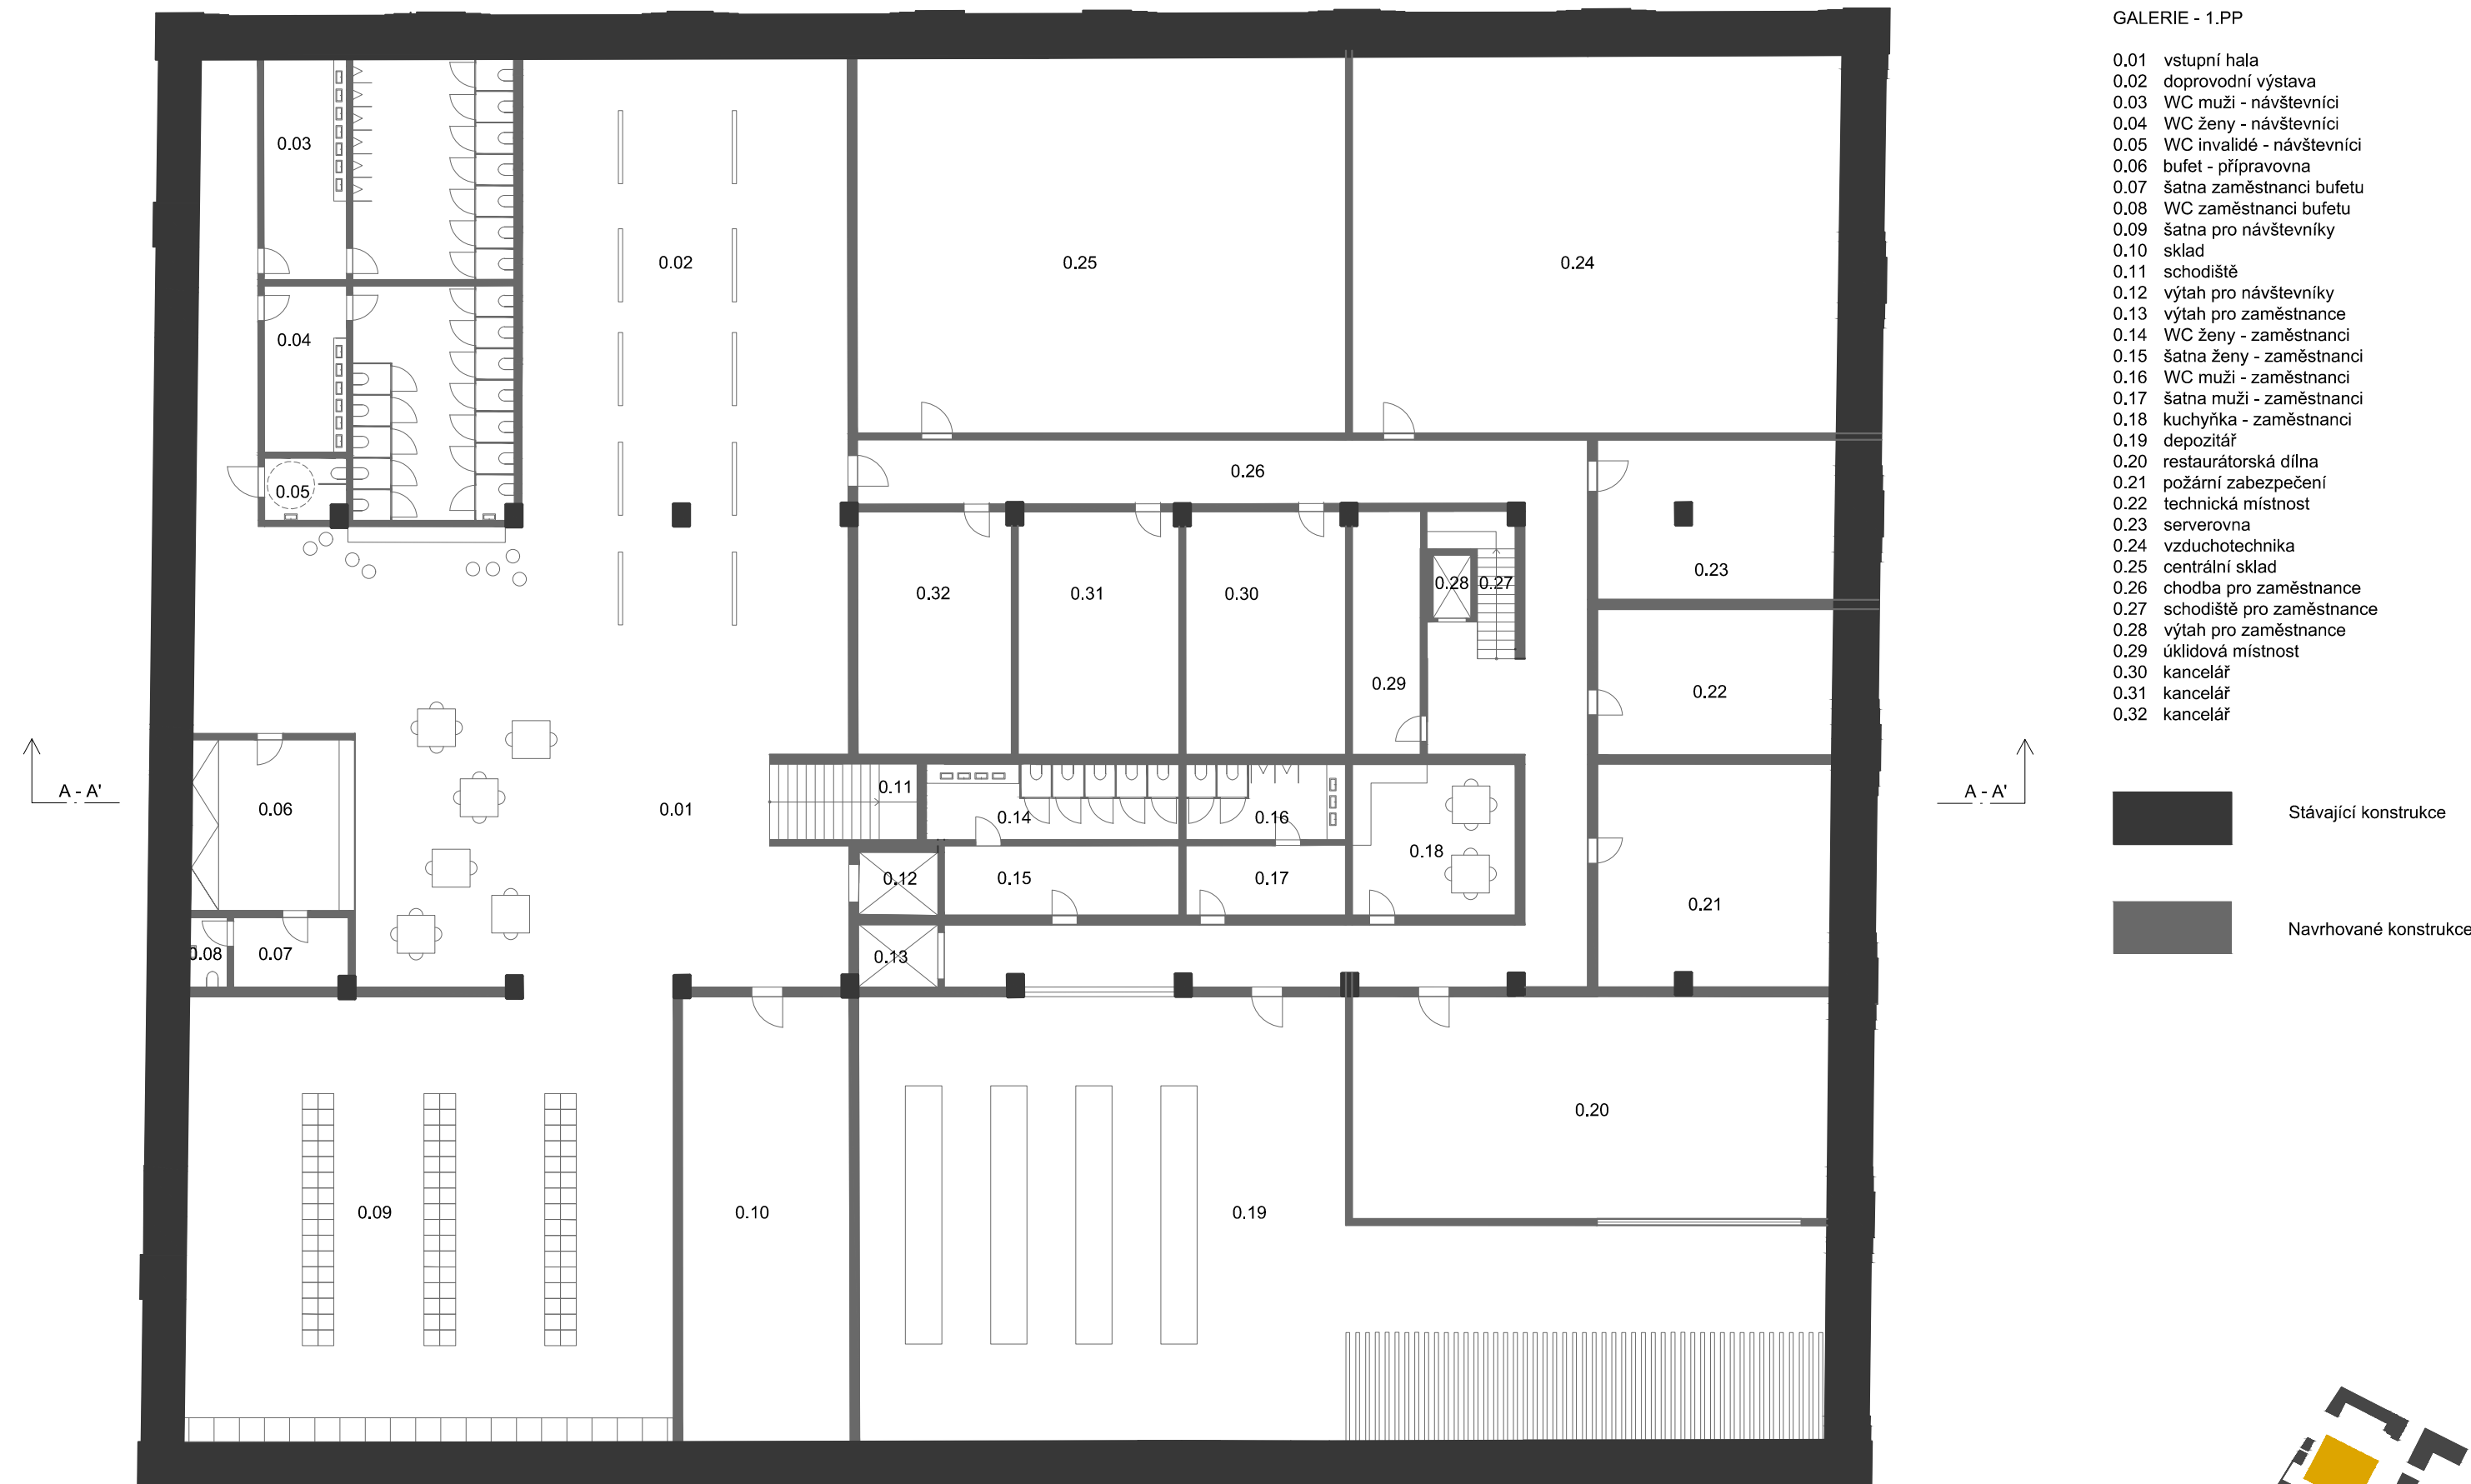 GALERIE - 1.PP
0.01 vstupní hala
0.02 doprovodní výstava
0.03 WC muži - návštevníci
0.04 WC ženy - návštevníci
0.05 WC invalidé - návštevníci
0.06 bufet - přípravovna
0.07 šatna zaměstnanci bufetu
0.08 WC zaměstnanci bufetu
0.09 šatna pro návštevníky
0.10 sklad
0.11 schodiště
0.12 výtah pro návštevníky
0.13 výtah pro zaměstnance
0.14 WC ženy - zaměstnanci
0.15 šatna ženy - zaměstnanci
0.16 WC muži - zaměstnanci
0.17 šatna muži - zaměstnanci
0.18 kuchyňka - zaměstnanci
0.19 depozitář
0.20 restaurátorská dílna
0.21 požární zabezpečení
0.22 technická místnost
0.23 serverovna
0.24 vzduchotechnika
0.25 centrální sklad
0.26 chodba pro zaměstnance
0.27 schodiště pro zaměstnance
0.28 výtah pro zaměstnance
0.29 úklidová místnost
0.30 kancelář
0.31 kancelář
0.32 kancelář
Stávající konstrukce
Navrhované konstrukce
0.03
0.02
0.25
0.24
0.04
0.26
0.05
0.23
0.32
0.31
0.30
0.28
0.27
0.29
0.22
A - A'
0.06
0.01
0.11
0.14
0.16
0.18
A - A'
0.12
0.15
0.17
0.21
0.08
0.07
0.13
0.20
0.09
0.10
0.19